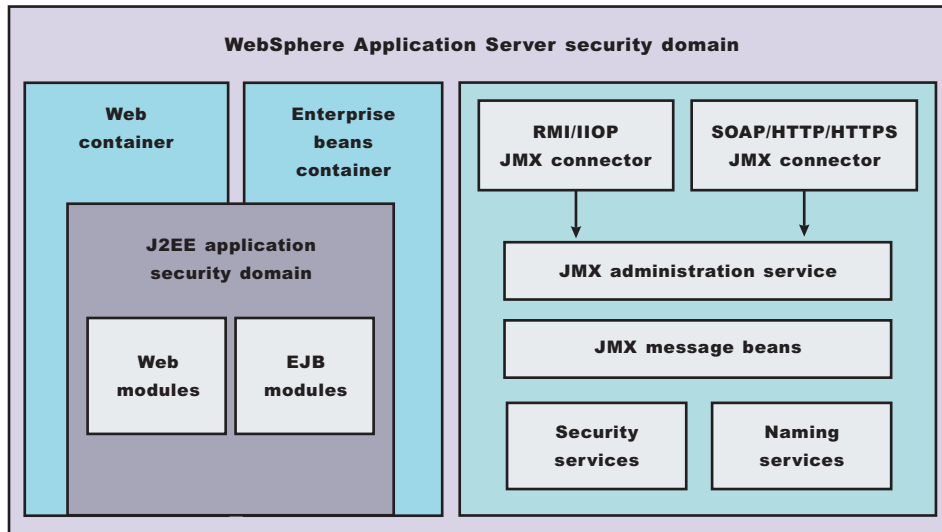 WebSphere Application Server security domain
Web
container
Enterprise
beans
container
J2EE application
security domain
Web
modules
EJB
modules
RMI/IIOP
JMX connector
SOAP/HTTP/HTTPS
JMX connector
JMX administration service
JMX message beans
Security
services
Naming
services